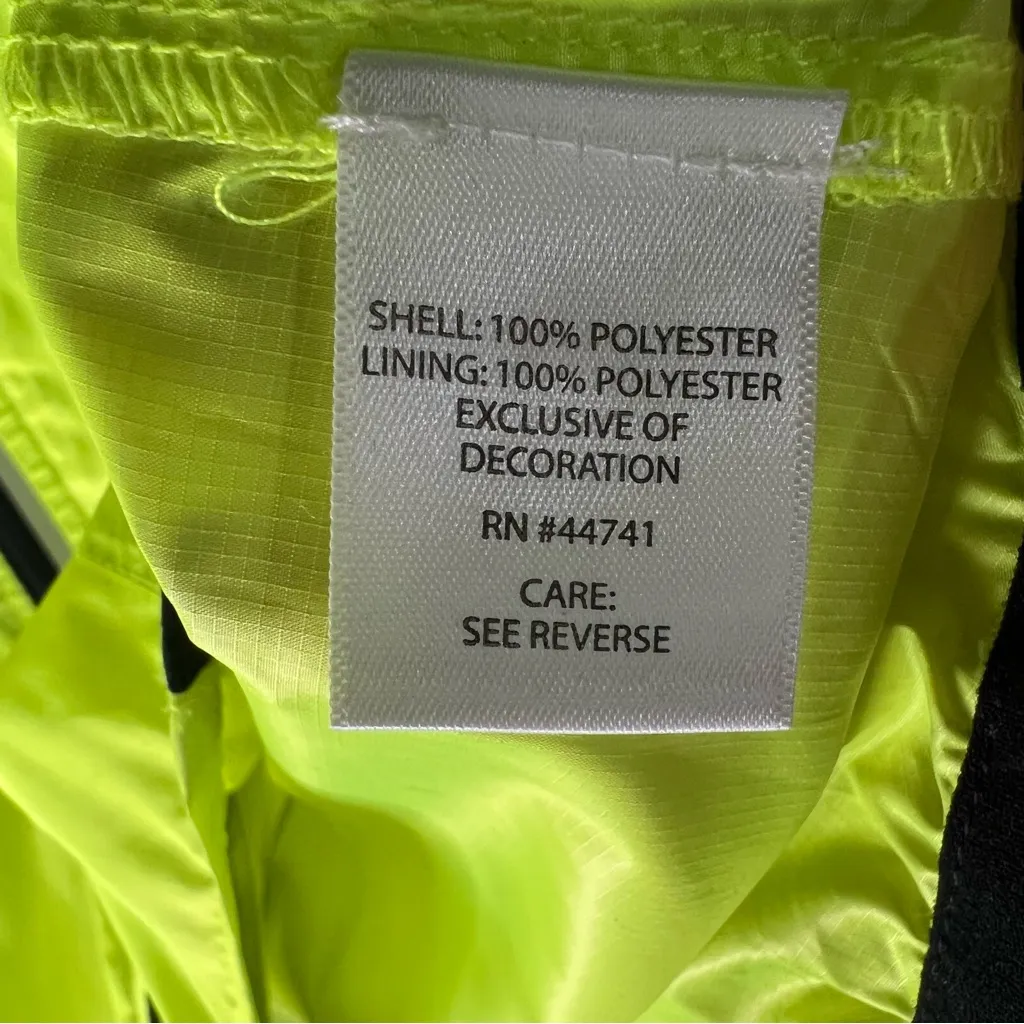 SHELL: 100% POLYESTER
LINING: 100% POLYESTER
EXCLUSIVE OF
DECORATION
RN #44741
CARE:
SEE REVERSE